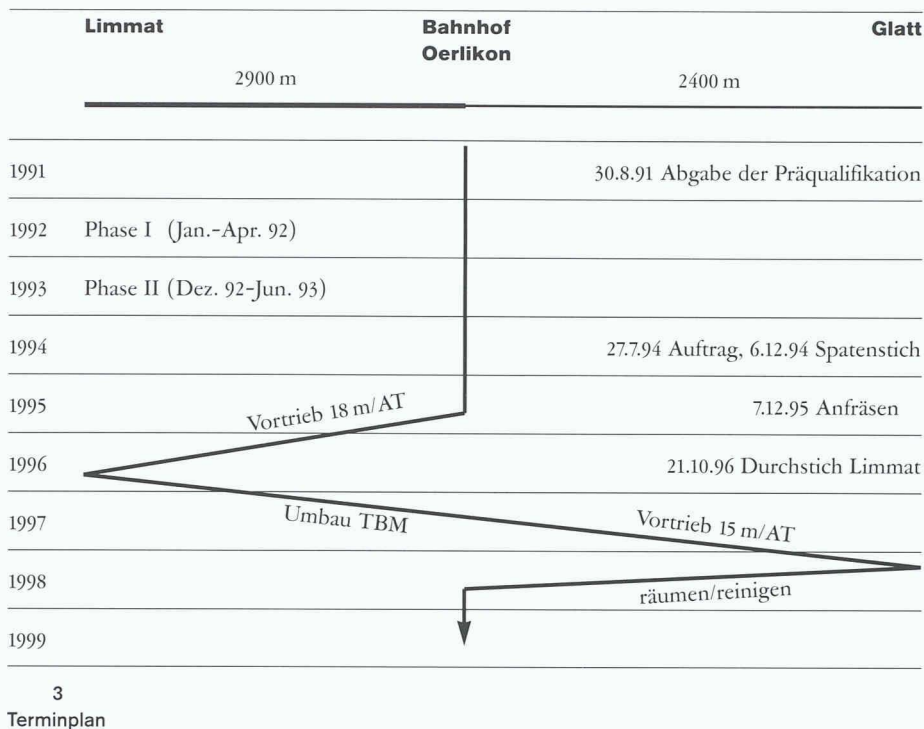 Limmat Bahnhof Glatt
Oerlikon
2900 m 2400 m
1991 30.8.91 Abgabe der Präqualifikation
1992 Phase I (Jan.-Apr. 92)
1993 Phase II (Dez. 92-Jun. 93)
1994 27.7.94 Auftrag, 6.12.94 Spatenstich
1995 Vortrieb 18 m/AT 7.12.95 Anfräsen
1996 21.10.96 Durchstich Limmat
1997 Umbau TBM Vortrieb 15 m/AT
1998 räumen/reinigen
1999
3
Terminplan